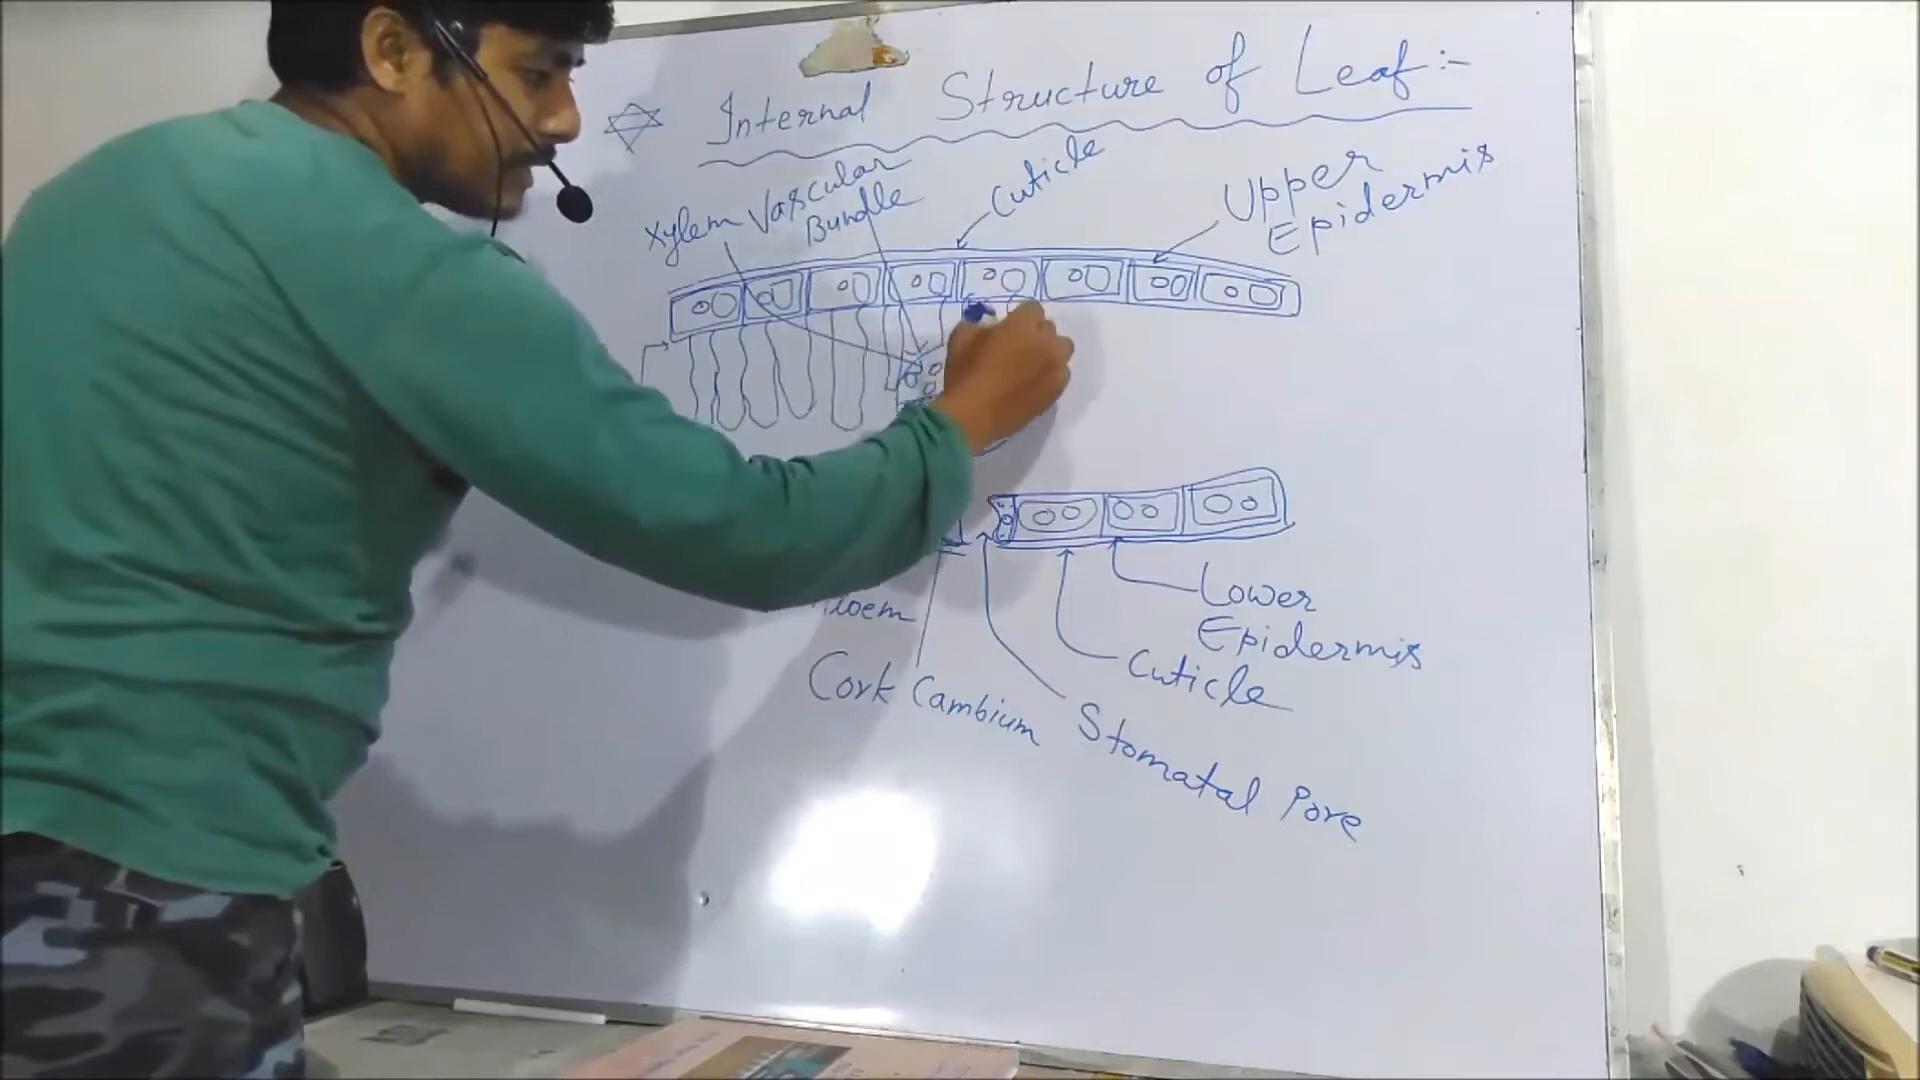 Internal Structure of Leaf :-
Xylem
Vascular
Bundle
Cuticle
Upper
Epidermis
Lower
Epidermis
Cuticle
Cork Cambium
Stomatal Pore